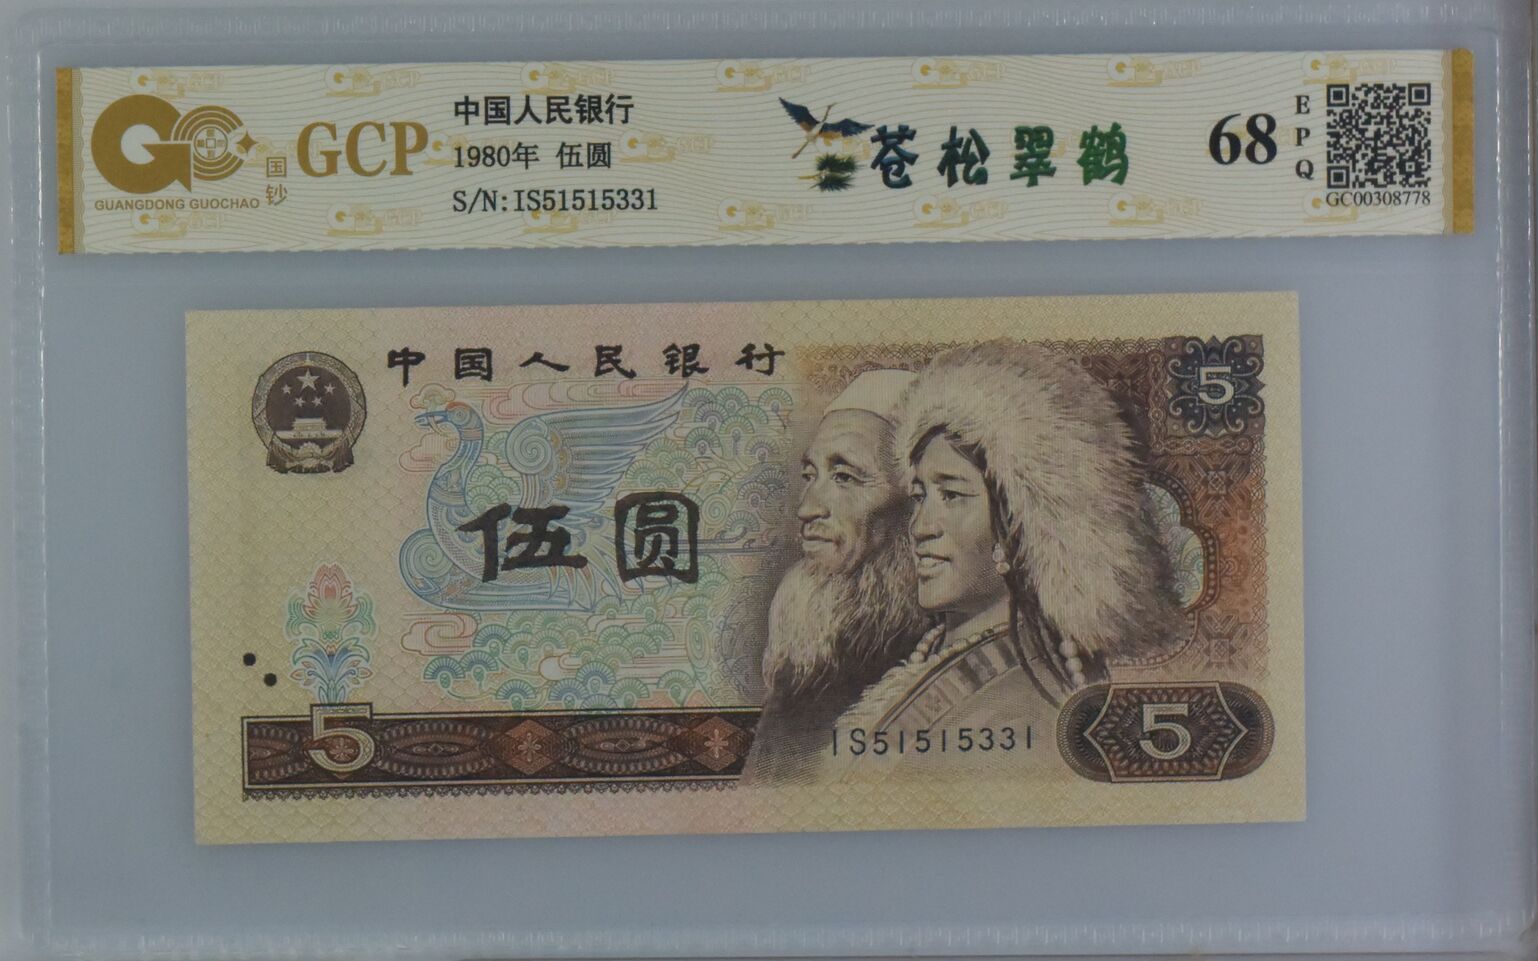 GCP
GUANGDONG GUOCHAO
国钞
中国人民银行
1980年 伍圆
S/N:IS51515331
苍松翠鹤
68
EPQ
GC00308778
中国人民银行
5
伍圆
5
IS51515331
5